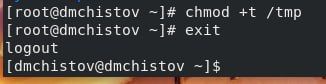 [root@dmchistov ~]# chmod +t /tmp
[root@dmchistov ~]# exit
logout
[dmchistov@dmchistov ~]$